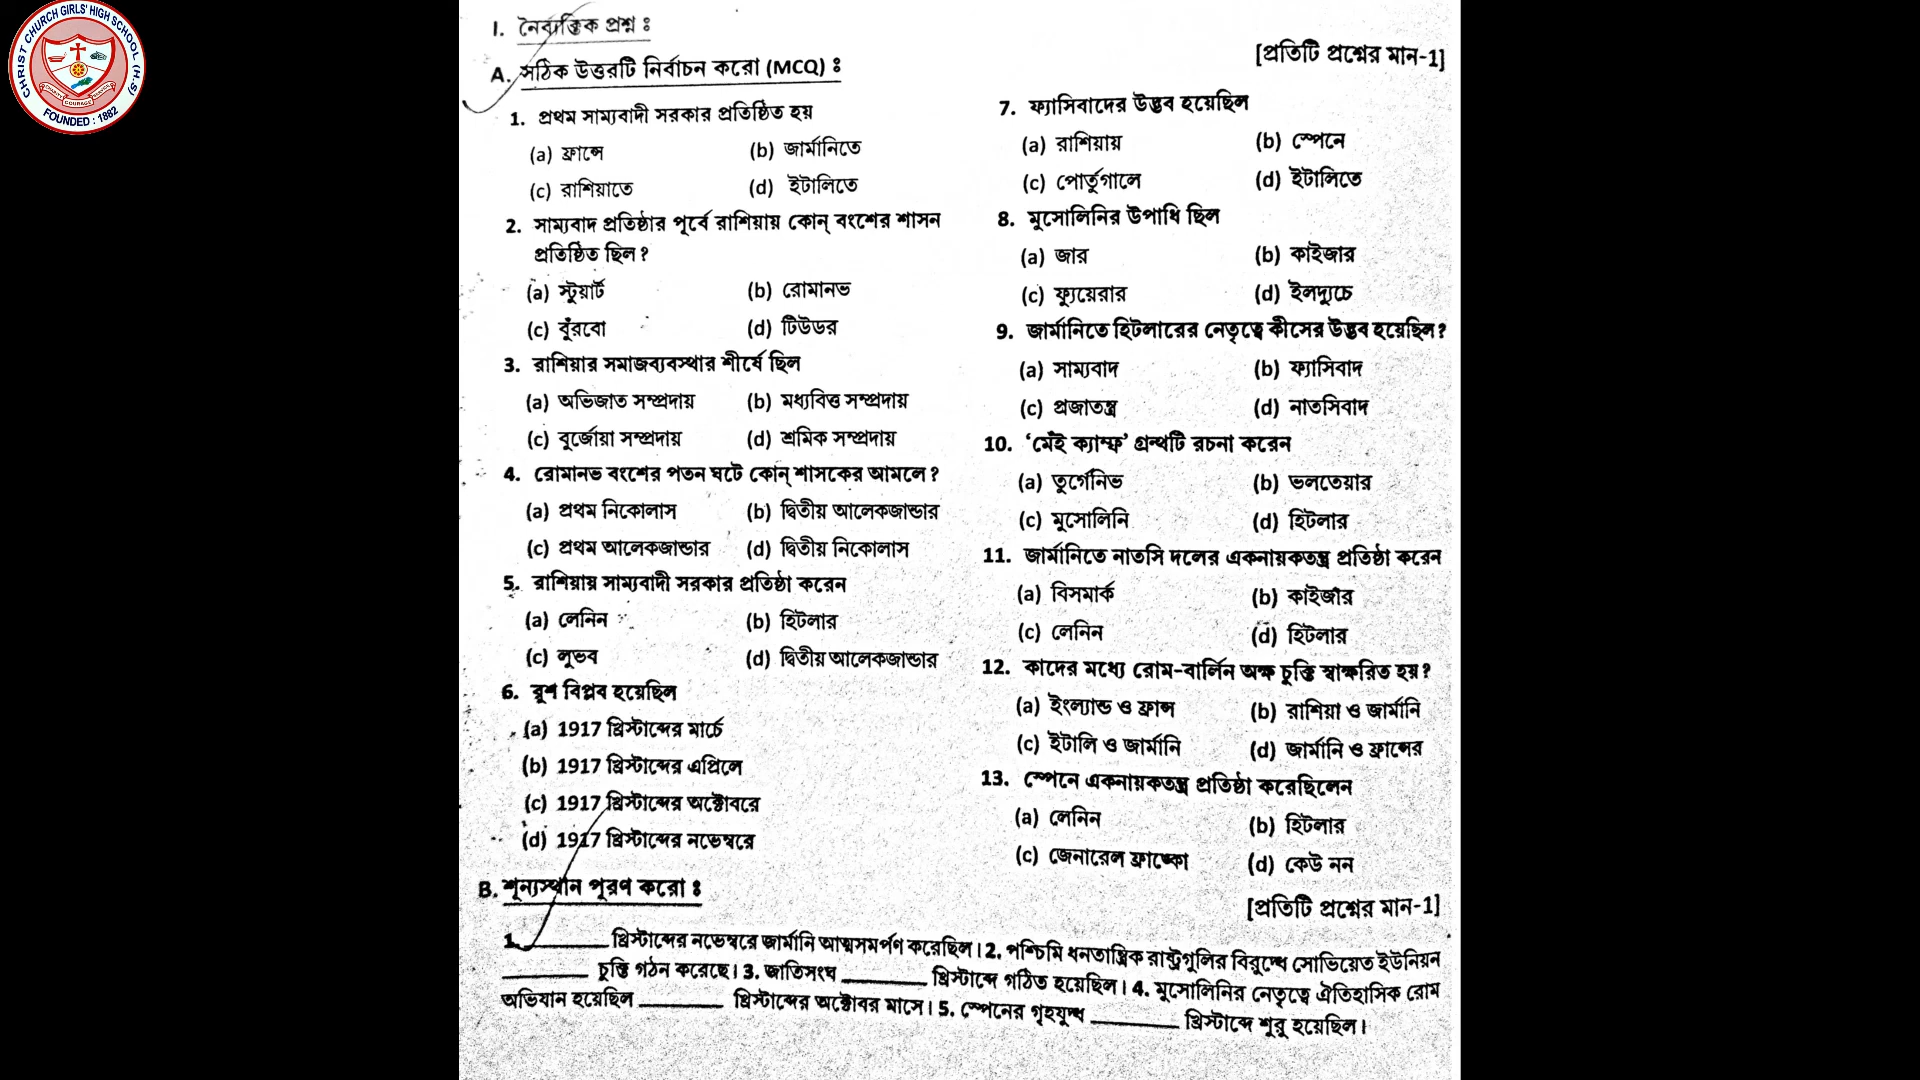 CHRIST CHURCH GIRLS' HIGH SCHOOL (H.S)
FOUNDED : 1882
I. নৈর্ব্যক্তিক প্রশ্ন ঃ
A. সঠিক উত্তরটি নির্বাচন করো (MCQ) ঃ
[প্রতিটি প্রশ্নের মান-1]
1. প্রথম সাম্যবাদী সরকার প্রতিষ্ঠিত হয়
(a) ফ্রান্সে (b) জার্মানিতে
(c) রাশিয়াতে (d) ইটালিতে
2. সাম্যবাদ প্রতিষ্ঠার পূর্বে রাশিয়ায় কোন্ বংশের শাসন
প্রতিষ্ঠিত ছিল?
(a) স্টুয়ার্ট (b) রোমানভ
(c) বুঁরবো (d) টিউডর
3. রাশিয়ার সমাজব্যবস্থার শীর্ষে ছিল
(a) অভিজাত সম্প্রদায় (b) মধ্যবিত্ত সম্প্রদায়
(c) বুর্জোয়া সম্প্রদায় (d) শ্রমিক সম্প্রদায়
4. রোমানভ বংশের পতন ঘটে কোন্ শাসকের আমলে?
(a) প্রথম নিকোলাস (b) দ্বিতীয় আলেকজান্ডার
(c) প্রথম আলেকজান্ডার (d) দ্বিতীয় নিকোলাস
5. রাশিয়ায় সাম্যবাদী সরকার প্রতিষ্ঠা করেন
(a) লেনিন (b) হিটলার
(c) লুভব (d) দ্বিতীয় আলেকজান্ডার
6. রুশ বিপ্লব হয়েছিল
(a) 1917 খ্রিস্টাব্দের মার্চে
(b) 1917 খ্রিস্টাব্দের এপ্রিলে
(c) 1917 খ্রিস্টাব্দের অক্টোবরে
(d) 1917 খ্রিস্টাব্দের নভেম্বরে
7. ফ্যাসিবাদের উদ্ভব হয়েছিল
(a) রাশিয়ায় (b) স্পেনে
(c) পোর্তুগালে (d) ইটালিতে
8. মুসোলিনির উপাধি ছিল
(a) জার (b) কাইজার
(c) ফ্যুয়েরার (d) ইলদ্যুচে
9. জার্মানিতে হিটলারের নেতৃত্বে কীসের উদ্ভব হয়েছিল?
(a) সাম্যবাদ (b) ফ্যাসিবাদ
(c) প্রজাতন্ত্র (d) নাতসিবাদ
10. ‘মেঁই ক্যাম্ফ’ গ্রন্থটি রচনা করেন
(a) তুর্গেনিভ (b) ভলতেয়ার
(c) মুসোলিনি (d) হিটলার
11. জার্মানিতে নাতসি দলের একনায়কতন্ত্র প্রতিষ্ঠা করেন
(a) বিসমার্ক (b) কাইজার
(c) লেনিন (d) হিটলার
12. কাদের মধ্যে রোম-বার্লিন অক্ষ চুক্তি স্বাক্ষরিত হয়?
(a) ইংল্যান্ড ও ফ্রান্স (b) রাশিয়া ও জার্মানি
(c) ইটালি ও জার্মানি (d) জার্মানি ও ফ্রান্সের
13. স্পেনে একনায়কতন্ত্র প্রতিষ্ঠা করেছিলেন
(a) লেনিন (b) হিটলার
(c) জেনারেল ফ্রাঙ্কো (d) কেউ নন
B. শূন্যস্থান পূরণ করো ঃ
[প্রতিটি প্রশ্নের মান-1]
1. ________ খ্রিস্টাব্দের নভেম্বরে জার্মানি আত্মসমর্পণ করেছিল। 2. পশ্চিমি ধনতান্ত্রিক রাষ্ট্রগুলির বিরুদ্ধে সোভিয়েত ইউনিয়ন
________ চুক্তি গঠন করেছে। 3. জাতিসংঘ ________ খ্রিস্টাব্দে গঠিত হয়েছিল। 4. মুসোলিনির নেতৃত্বে ঐতিহাসিক রোম
অভিযান হয়েছিল ________ খ্রিস্টাব্দের অক্টোবর মাসে। 5. স্পেনের গৃহযুদ্ধ ________ খ্রিস্টাব্দে শুরু হয়েছিল।